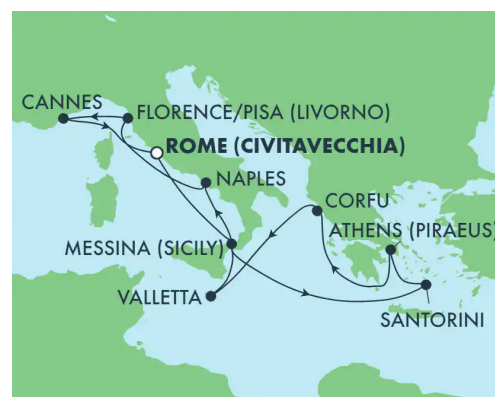 CANNES
FLORENCE/PISA (LIVORNO)
ROME (CIVITAVECCHIA)
NAPLES
CORFU
ATHENS (PIRAEUS)
MESSINA (SICILY)
VALLETTA
SANTORINI